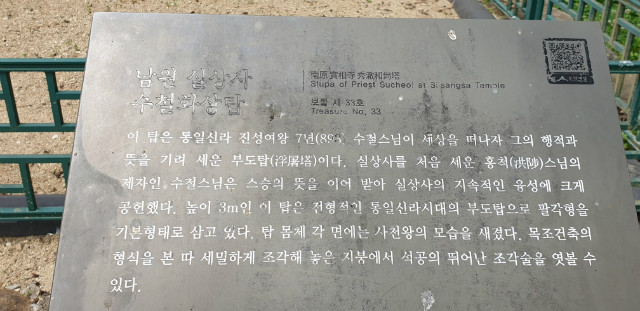 남원 실상사
수철화상탑
南原 實相寺 秀澈和尙塔
Stupa of Priest Sucheol at Silsangsa Temple
보물 제 33호
Treasure No. 33
이 탑은 통일신라 진성여왕 7년(893), 수철스님이 세상을 떠나자 그의 행적과
뜻을 기려 세운 부도탑(浮屠塔)이다. 실상사를 처음 세운 홍척(洪陟)스님의
제자인 수철스님은 스승의 뜻을 이어 받아 실상사의 지속적인 육성에 크게
공헌했다. 높이 3m인 이 탑은 전형적인 통일신라시대의 부도탑으로 팔각형을
기본형태로 삼고 있다. 탑 몸체 각 면에는 사천왕의 모습을 새겼다. 목조건축의
형식을 본 따 세밀하게 조각해 놓은 지붕에서 석공의 뛰어난 조각술을 엿볼 수
있다.